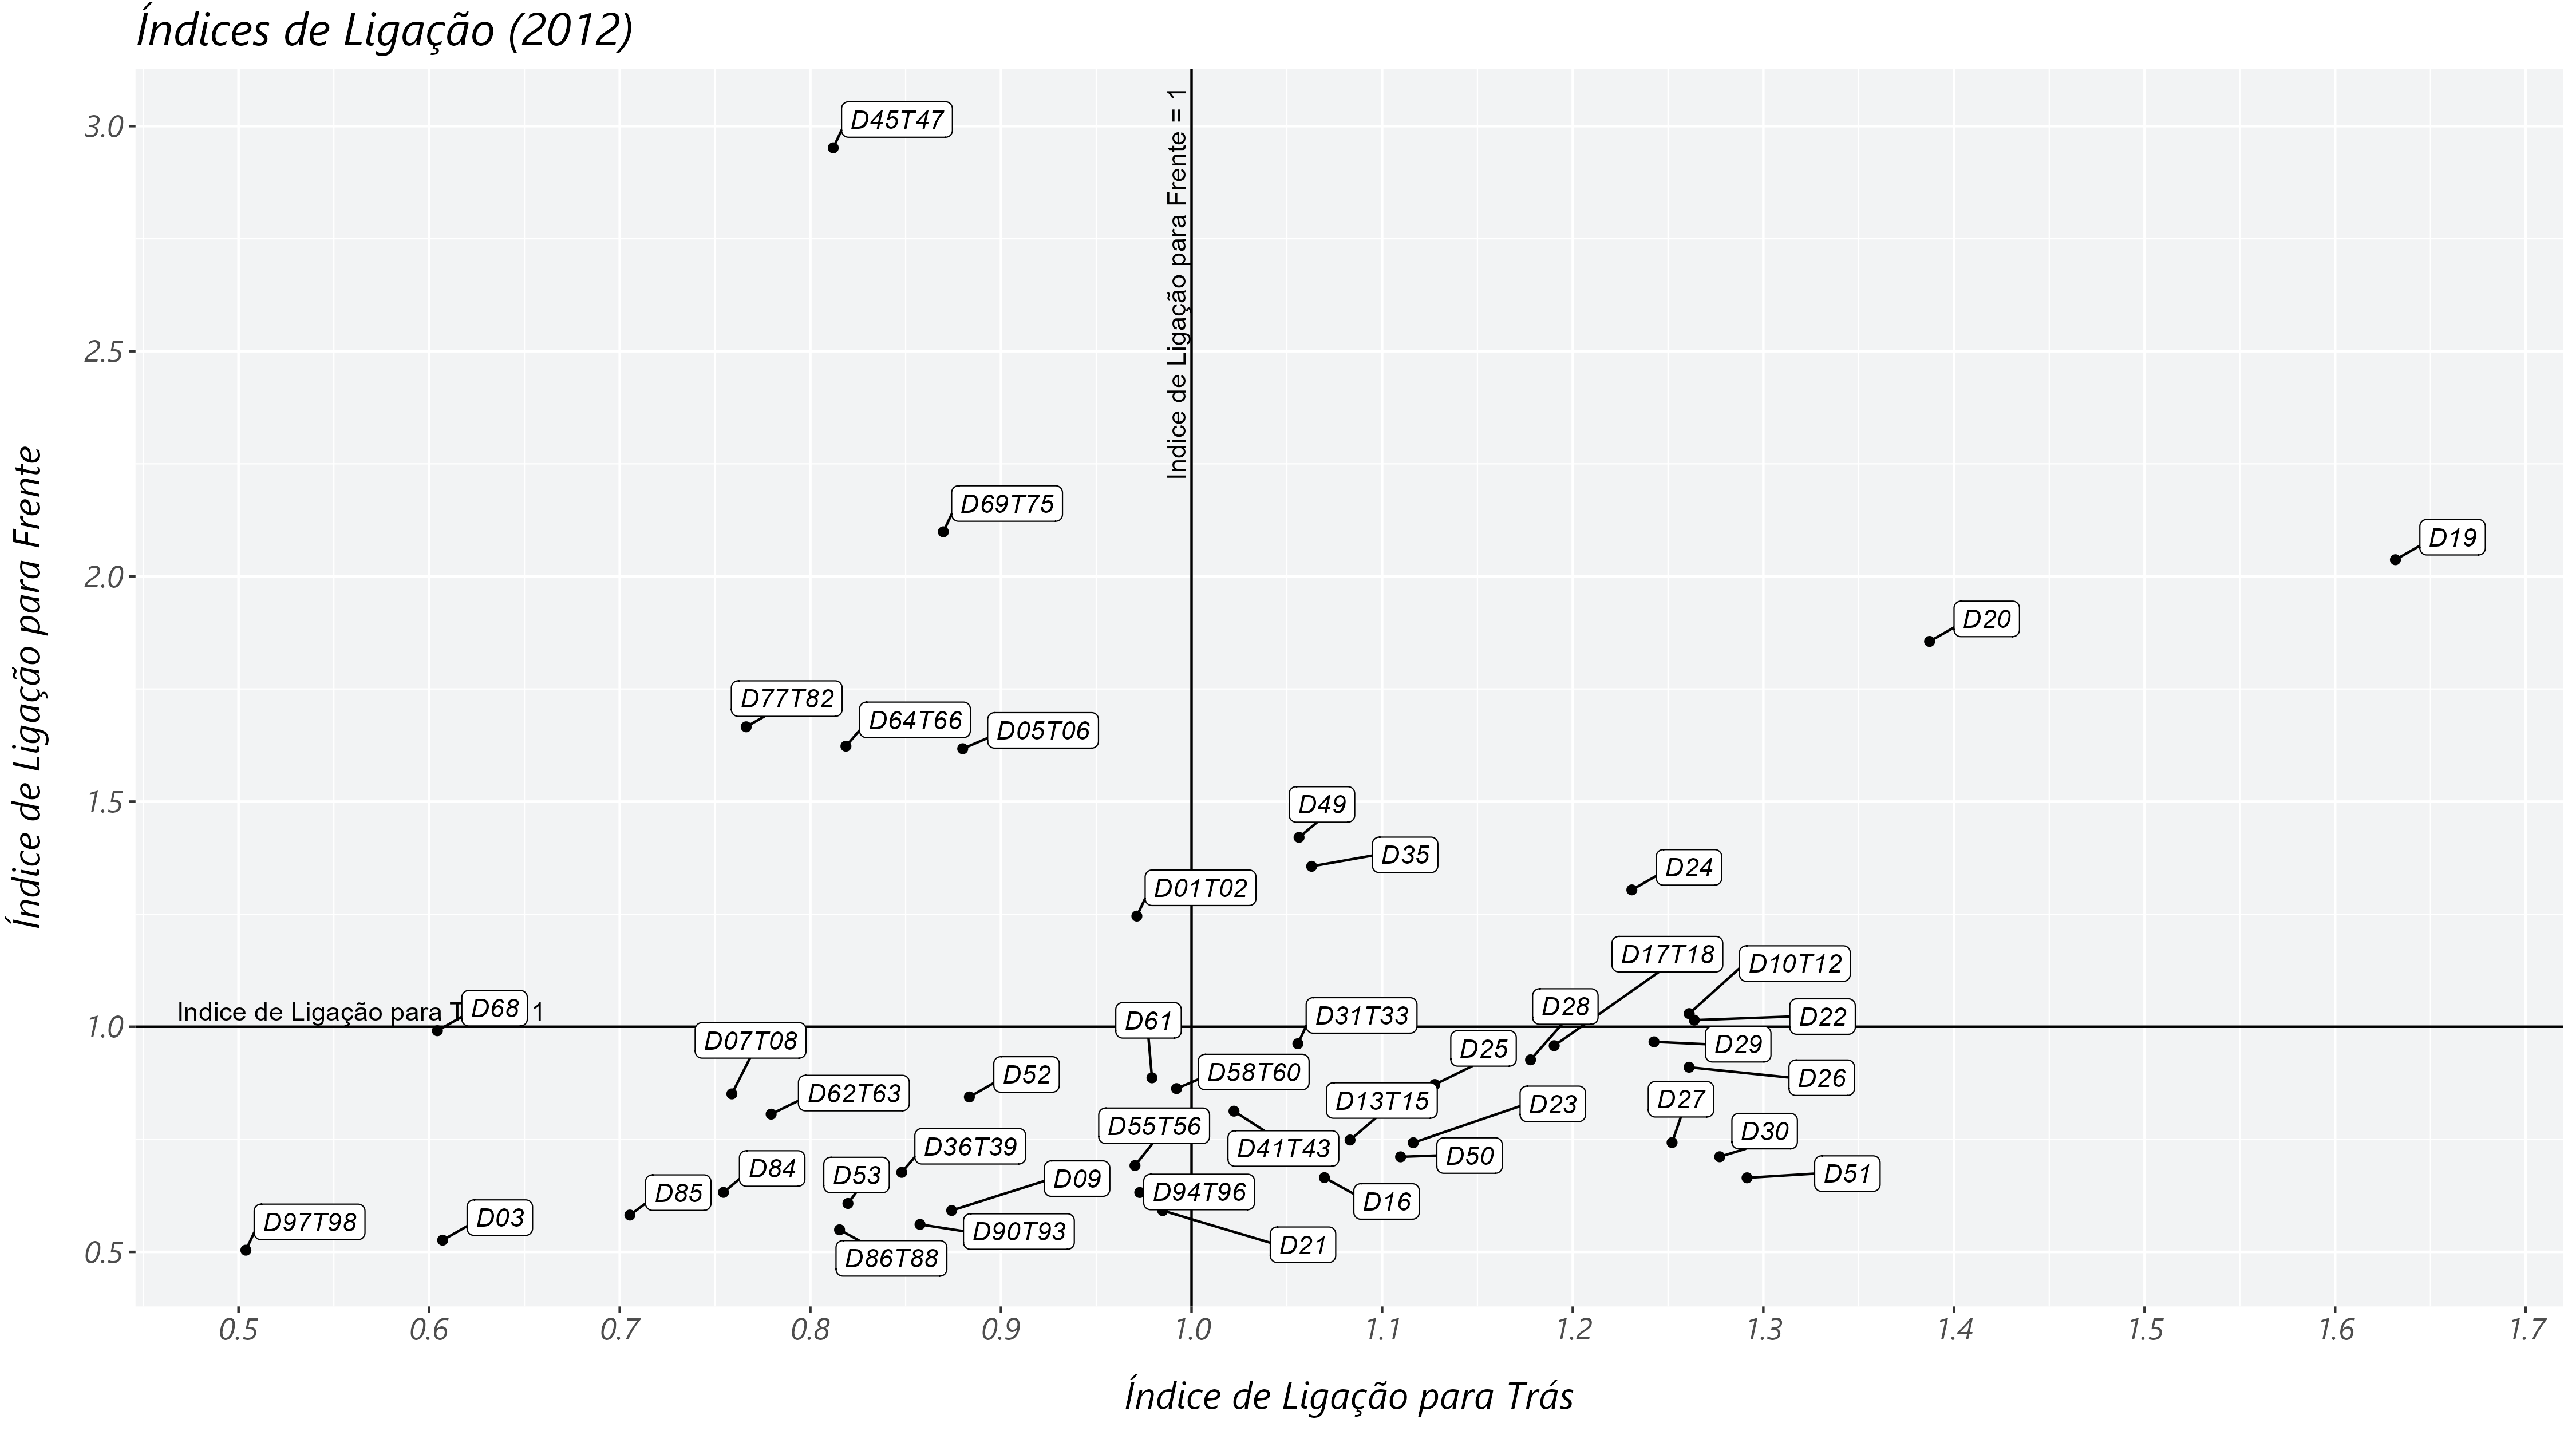 Índices de Ligação (2012)
Índice de Ligação para Frente
3.0
2.5
2.0
1.5
1.0
0.5
Indice de Ligação para Frente = 1
Indice de Ligação para 1
D45T47
D69T75
D19
D20
D77T82
D64T66
D05T06
D49
D35
D24
D01T02
D17T18
D10T12
D68
D28
D22
D31T33
D61
D07T08
D25
D29
D52
D58T60
D26
D62T63
D13T15
D23
D27
D55T56
D30
D36T39
D41T43
D50
D84
D53
D09
D51
D85
D94T96
D16
D97T98
D03
D90T93
D21
D86T88
0.5 0.6 0.7 0.8 0.9 1.0 1.1 1.2 1.3 1.4 1.5 1.6 1.7
Índice de Ligação para Trás